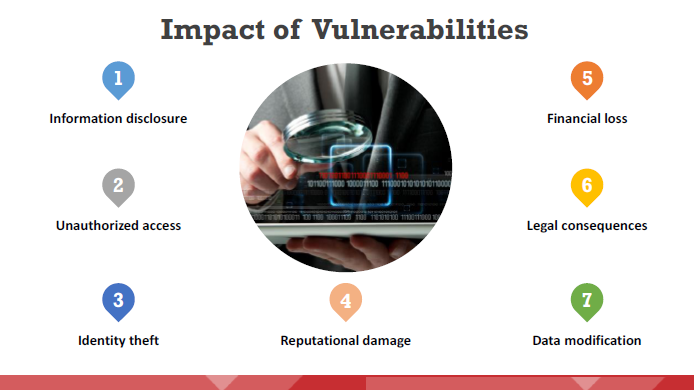 Impact of Vulnerabilities
1
Information disclosure
2
Unauthorized access
3
Identity theft
4
Reputational damage
5
Financial loss
6
Legal consequences
7
Data modification